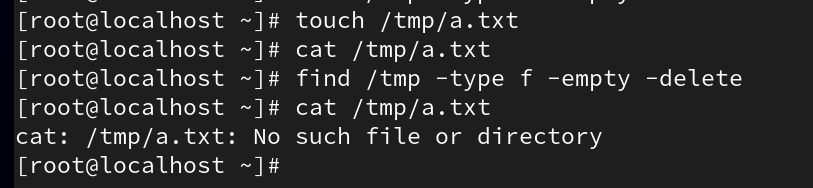 [root@localhost ~]# touch /tmp/a.txt
[root@localhost ~]# cat /tmp/a.txt
[root@localhost ~]# find /tmp -type f -empty -delete
[root@localhost ~]# cat /tmp/a.txt
cat: /tmp/a.txt: No such file or directory
[root@localhost ~]#